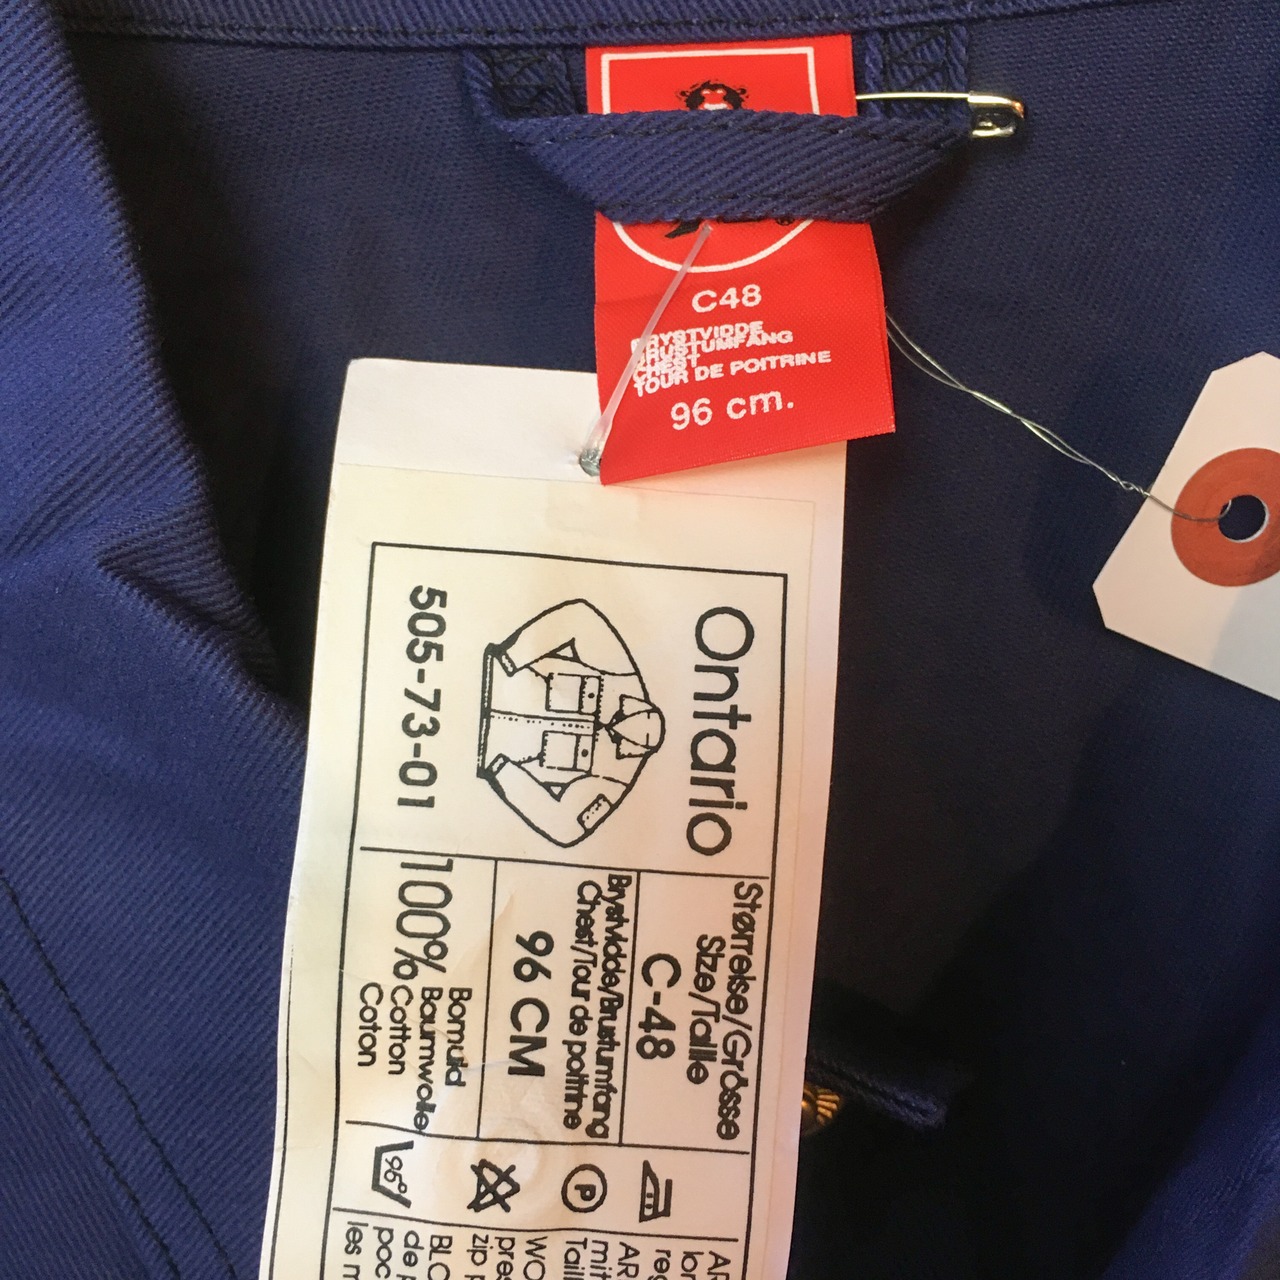 C48
BRYSTVIDDE
BRUSTUMFANG
CHEST
TOUR DE POITRINE
96 cm.
Ontario
505-73-01
Størrelse/Grösse
Size/Taille
C-48
Brystvidde/Brustumfang
Chest/Tour de poitrine
96 CM
100%
Bomuld
Baumwolle
Cotton
Coton
95°
P